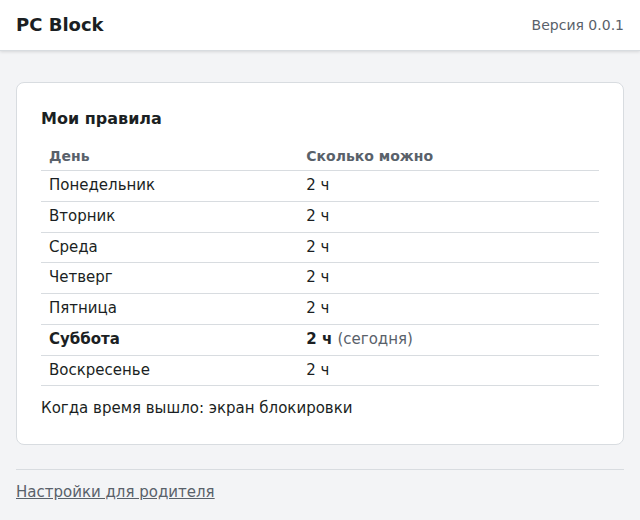 PC Block
Версия 0.0.1
Мои правила
День Сколько можно
Понедельник 2 ч
Вторник 2 ч
Среда 2 ч
Четверг 2 ч
Пятница 2 ч
Суббота 2 ч (сегодня)
Воскресенье 2 ч
Когда время вышло: экран блокировки
Настройки для родителя